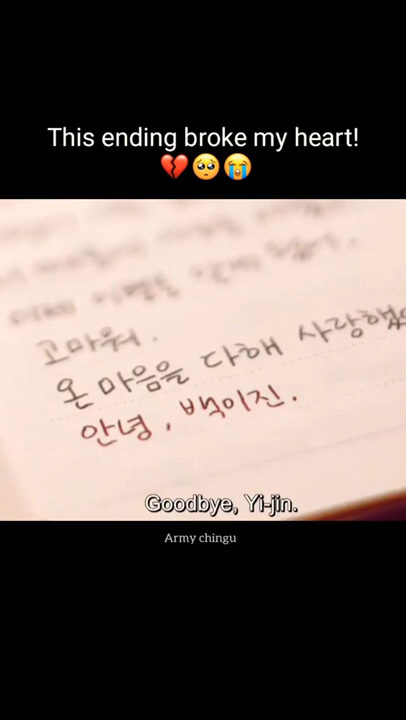 This ending broke my heart!
💔🥺😭
고마워.
온 마음을 다해 사랑했
안녕, 백이진.
Goodbye, Yi-jin.
Army chingu